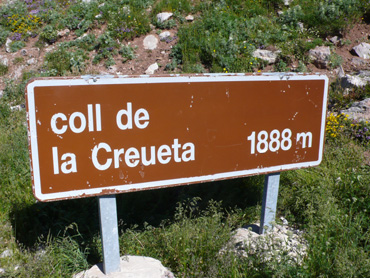 coll de
la Creueta 1888 m